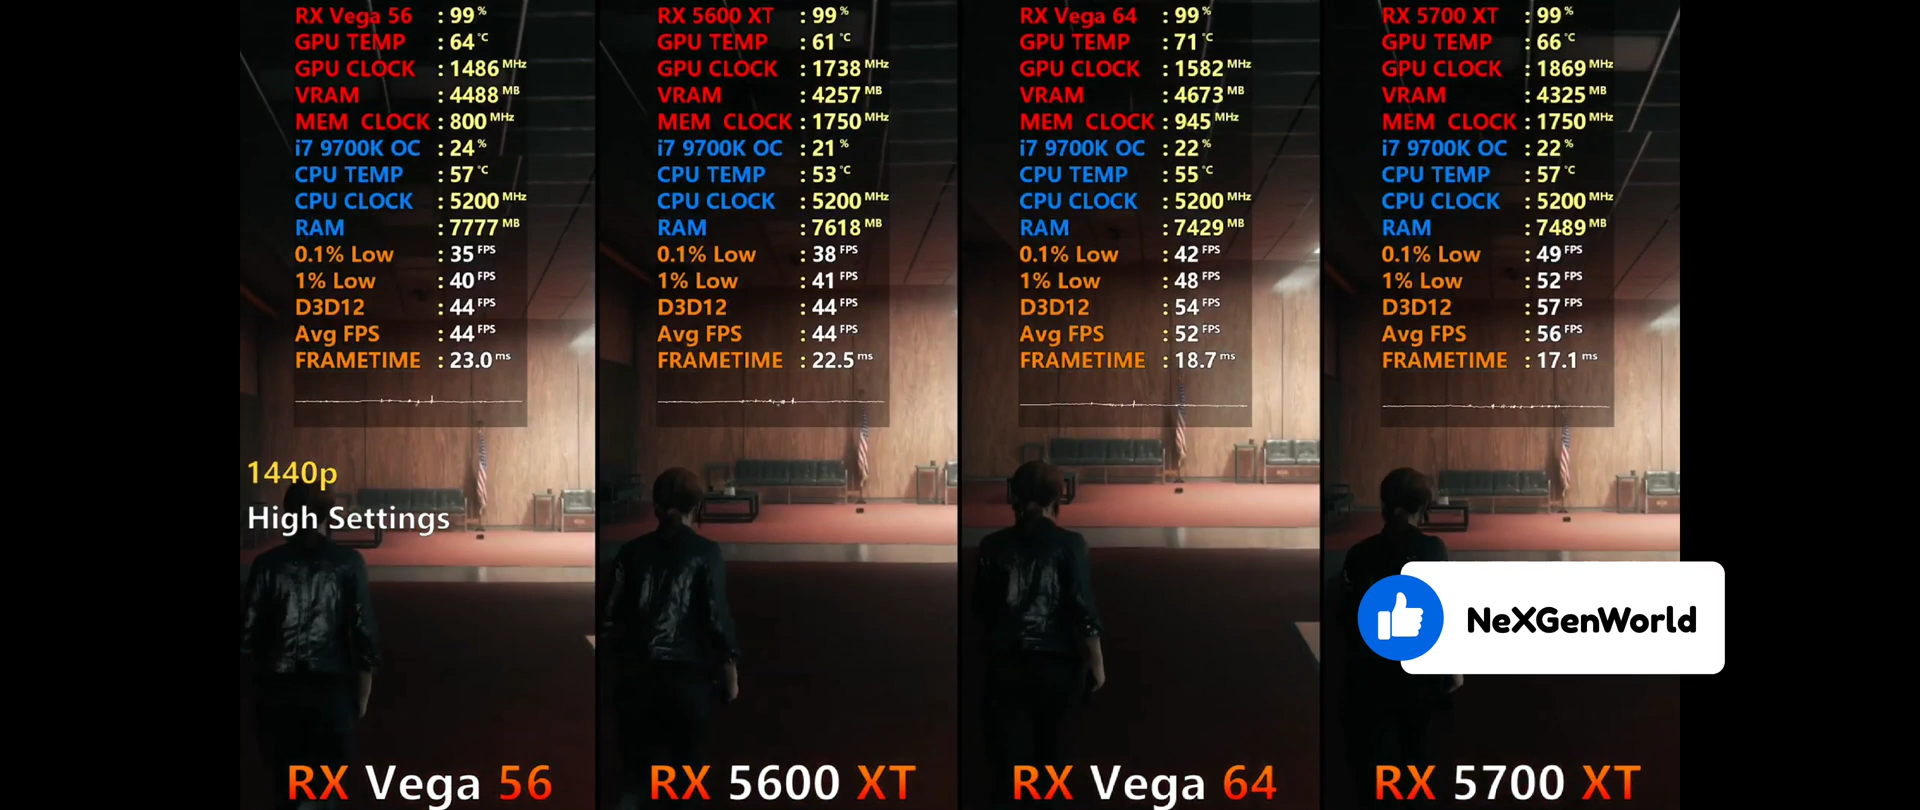 RX Vega 56 : 99 %
GPU TEMP : 64 °C
GPU CLOCK : 1486 MHz
VRAM : 4488 MB
MEM CLOCK : 800 MHz
i7 9700K OC : 24 %
CPU TEMP : 57 °C
CPU CLOCK : 5200 MHz
RAM : 7777 MB
0.1% Low : 35 FPS
1% Low : 40 FPS
D3D12 : 44 FPS
Avg FPS : 44 FPS
FRAMETIME : 23.0 ms
1440p
High Settings
RX Vega 56
RX 5600 XT : 99 %
GPU TEMP : 61 °C
GPU CLOCK : 1738 MHz
VRAM : 4257 MB
MEM CLOCK : 1750 MHz
i7 9700K OC : 21 %
CPU TEMP : 53 °C
CPU CLOCK : 5200 MHz
RAM : 7618 MB
0.1% Low : 38 FPS
1% Low : 41 FPS
D3D12 : 44 FPS
Avg FPS : 44 FPS
FRAMETIME : 22.5 ms
RX 5600 XT
RX Vega 64 : 99 %
GPU TEMP : 71 °C
GPU CLOCK : 1582 MHz
VRAM : 4673 MB
MEM CLOCK : 945 MHz
i7 9700K OC : 22 %
CPU TEMP : 55 °C
CPU CLOCK : 5200 MHz
RAM : 7429 MB
0.1% Low : 42 FPS
1% Low : 48 FPS
D3D12 : 54 FPS
Avg FPS : 52 FPS
FRAMETIME : 18.7 ms
RX Vega 64
RX 5700 XT : 99 %
GPU TEMP : 66 °C
GPU CLOCK : 1869 MHz
VRAM : 4325 MB
MEM CLOCK : 1750 MHz
i7 9700K OC : 22 %
CPU TEMP : 57 °C
CPU CLOCK : 5200 MHz
RAM : 7489 MB
0.1% Low : 49 FPS
1% Low : 52 FPS
D3D12 : 57 FPS
Avg FPS : 56 FPS
FRAMETIME : 17.1 ms
NeXGenWorld
RX 5700 XT